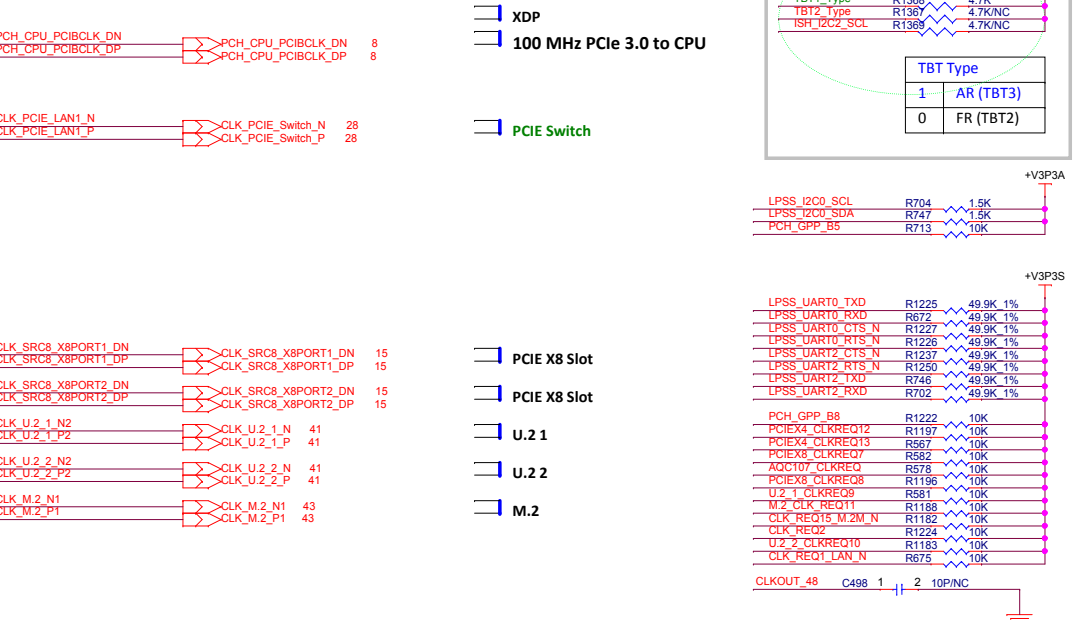 XDP
PCH_CPU_PCIBCLK_DN PCH_CPU_PCIBCLK_DN 8 100 MHz PCIe 3.0 to CPU
PCH_CPU_PCIBCLK_DP PCH_CPU_PCIBCLK_DP 8
CLK_PCIE_LAN1_N CLK_PCIE_Switch_N 28 PCIE Switch
CLK_PCIE_LAN1_P CLK_PCIE_Switch_P 28
CLK_SRC8_X8PORT1_DN CLK_SRC8_X8PORT1_DN 15 PCIE X8 Slot
CLK_SRC8_X8PORT1_DP CLK_SRC8_X8PORT1_DP 15
CLK_SRC8_X8PORT2_DN CLK_SRC8_X8PORT2_DN 15 PCIE X8 Slot
CLK_SRC8_X8PORT2_DP CLK_SRC8_X8PORT2_DP 15
CLK_U.2_1_N2 CLK_U.2_1_N 41 U.2 1
CLK_U.2_1_P2 CLK_U.2_1_P 41
CLK_U.2_2_N2 CLK_U.2_2_N 41 U.2 2
CLK_U.2_2_P2 CLK_U.2_2_P 41
CLK_M.2_N1 CLK_M.2_N1 43 M.2
CLK_M.2_P1 CLK_M.2_P1 43
TBT1_Type R1368 4.7K
TBT2_Type R1367 4.7K/NC
ISH_I2C2_SCL R1369 4.7K/NC
TBT Type
1 AR (TBT3)
0 FR (TBT2)
+V3P3A
LPSS_I2C0_SCL R704 1.5K
LPSS_I2C0_SDA R747 1.5K
PCH_GPP_B5 R713 10K
+V3P3S
LPSS_UART0_TXD R1225 49.9K_1%
LPSS_UART0_RXD R672 49.9K_1%
LPSS_UART0_CTS_N R1227 49.9K_1%
LPSS_UART0_RTS_N R1226 49.9K_1%
LPSS_UART2_CTS_N R1237 49.9K_1%
LPSS_UART2_RTS_N R1250 49.9K_1%
LPSS_UART2_TXD R746 49.9K_1%
LPSS_UART2_RXD R702 49.9K_1%
PCH_GPP_B8 R1222 10K
PCIEX4_CLKREQ12 R1197 10K
PCIEX4_CLKREQ13 R567 10K
PCIEX8_CLKREQ7 R582 10K
AQC107_CLKREQ R578 10K
PCIEX8_CLKREQ8 R1196 10K
U.2_1_CLKREQ9 R581 10K
M.2_CLK_REQ11 R1188 10K
CLK_REQ15_M.2M_N R1182 10K
CLK_REQ2 R1224 10K
U.2_2_CLKREQ10 R1183 10K
CLK_REQ1_LAN_N R675 10K
CLKOUT_48 C498 1 2 10P/NC